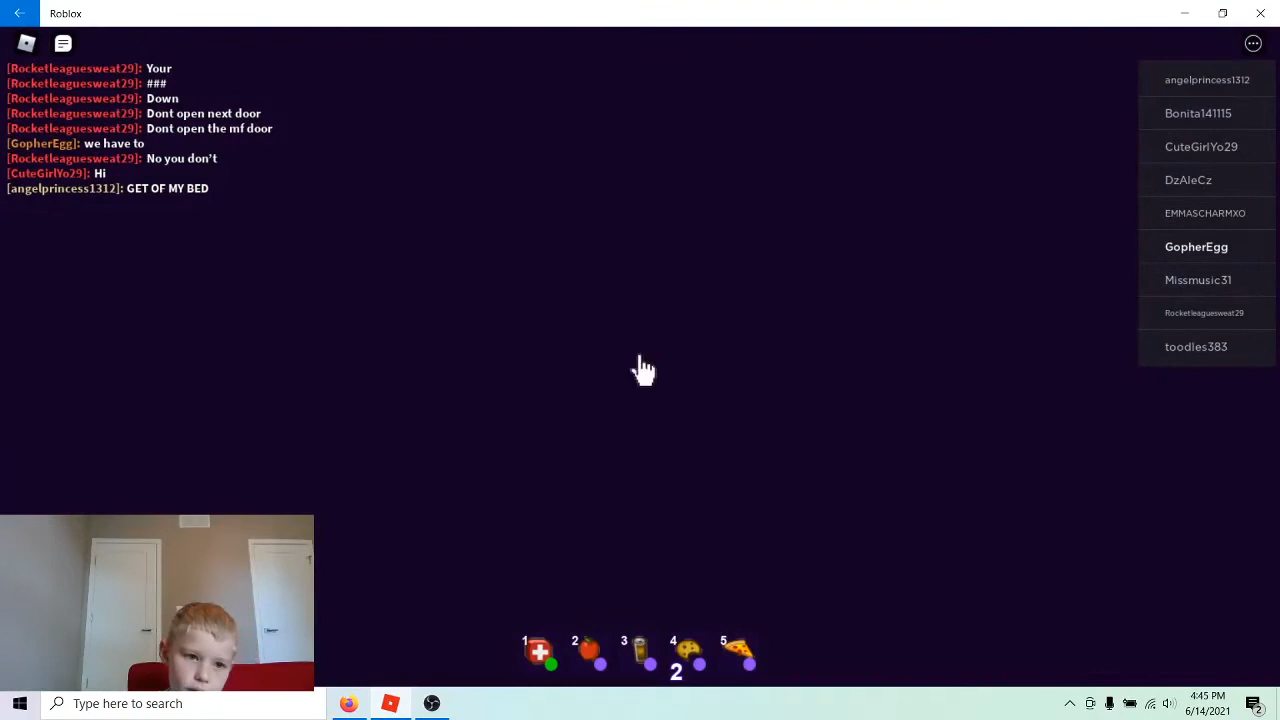 Roblox
[Rocketleaguesweat29]: Your
[Rocketleaguesweat29]: ###
[Rocketleaguesweat29]: Down
[Rocketleaguesweat29]: Dont open next door
[Rocketleaguesweat29]: Dont open the mf door
[GopherEgg]: we have to
[Rocketleaguesweat29]: No you don't
[CuteGirlYo29]: Hi
[angelprincess1312]: GET OF MY BED
angelprincess1312
Bonita141115
CuteGirlYo29
DzAleCz
EMMASCHARMXO
GopherEgg
Missmusic31
Rocketleaguesweat29
toodles383
1 2 3 4 5
2
Type here to search
4:45 PM
6/14/2021
2